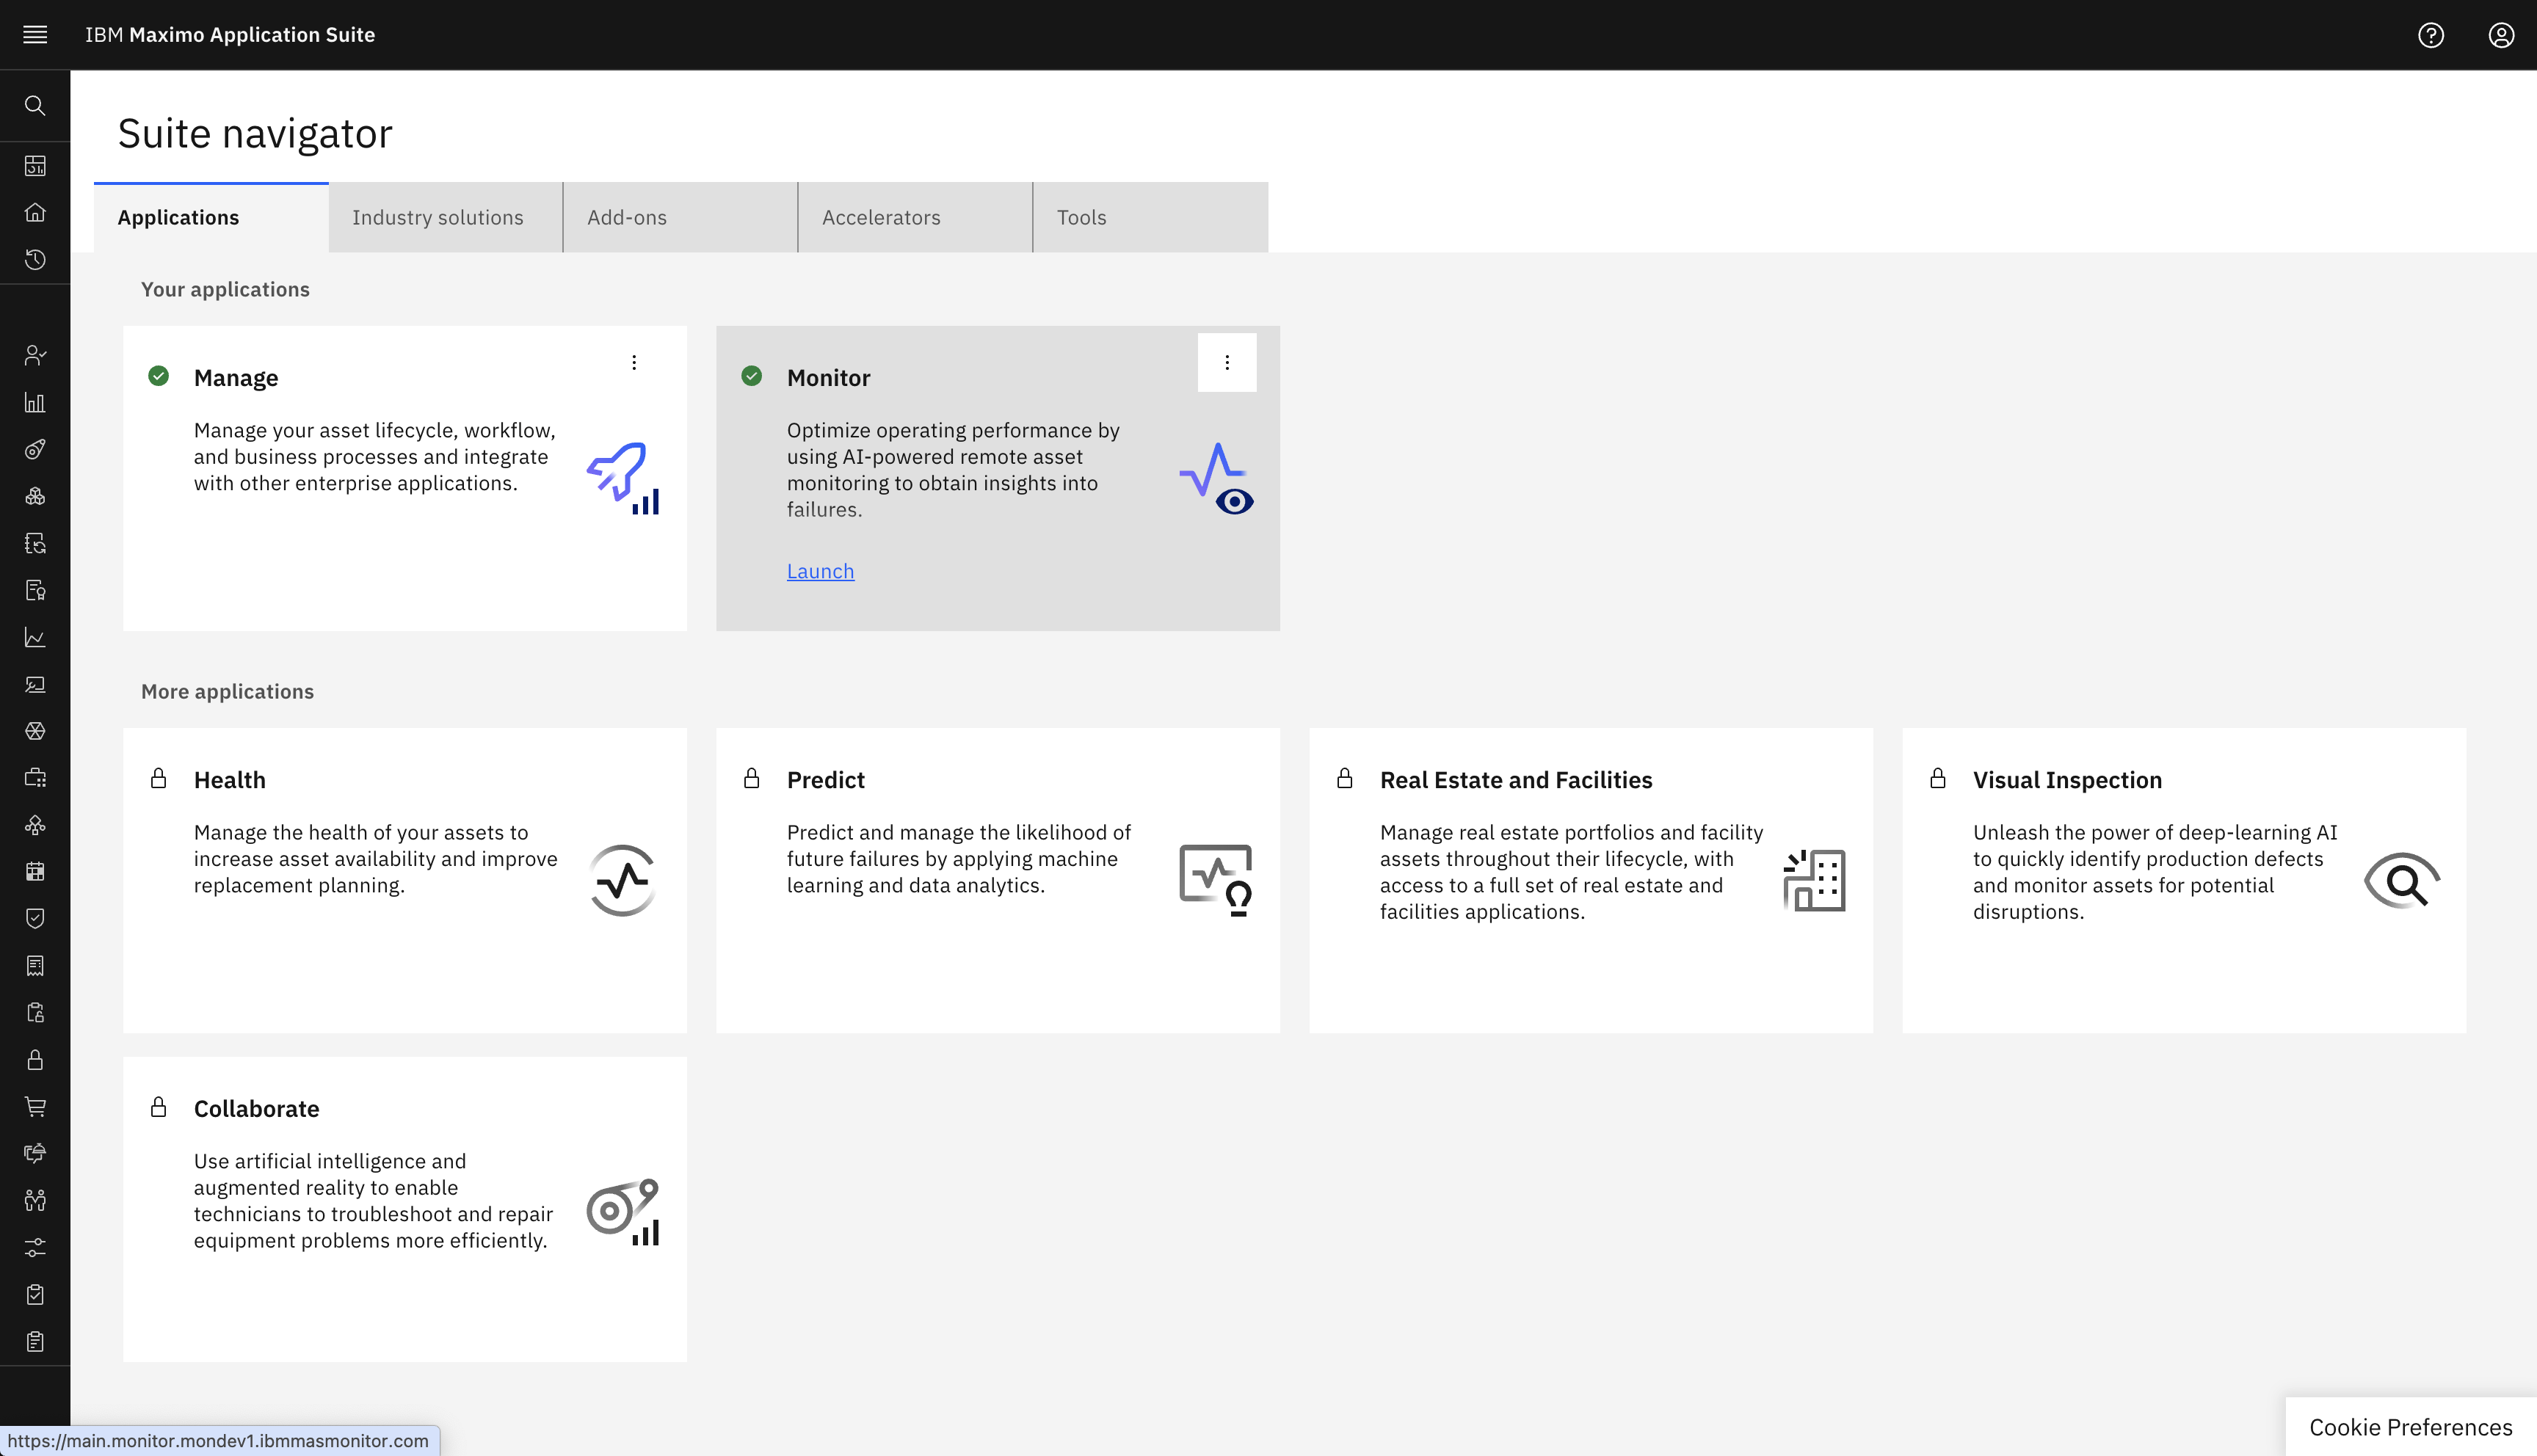 IBM Maximo Application Suite
Suite navigator
Applications
Industry solutions
Add-ons
Accelerators
Tools
Your applications
Manage
Manage your asset lifecycle, workflow,
and business processes and integrate
with other enterprise applications.
Monitor
Optimize operating performance by
using AI-powered remote asset
monitoring to obtain insights into
failures.
Launch
More applications
Health
Manage the health of your assets to
increase asset availability and improve
replacement planning.
Predict
Predict and manage the likelihood of
future failures by applying machine
learning and data analytics.
Real Estate and Facilities
Manage real estate portfolios and facility
assets throughout their lifecycle, with
access to a full set of real estate and
facilities applications.
Visual Inspection
Unleash the power of deep-learning AI
to quickly identify production defects
and monitor assets for potential
disruptions.
Collaborate
Use artificial intelligence and
augmented reality to enable
technicians to troubleshoot and repair
equipment problems more efficiently.
https://main.monitor.mondev1.ibmmasmonitor.com
Cookie Preferences